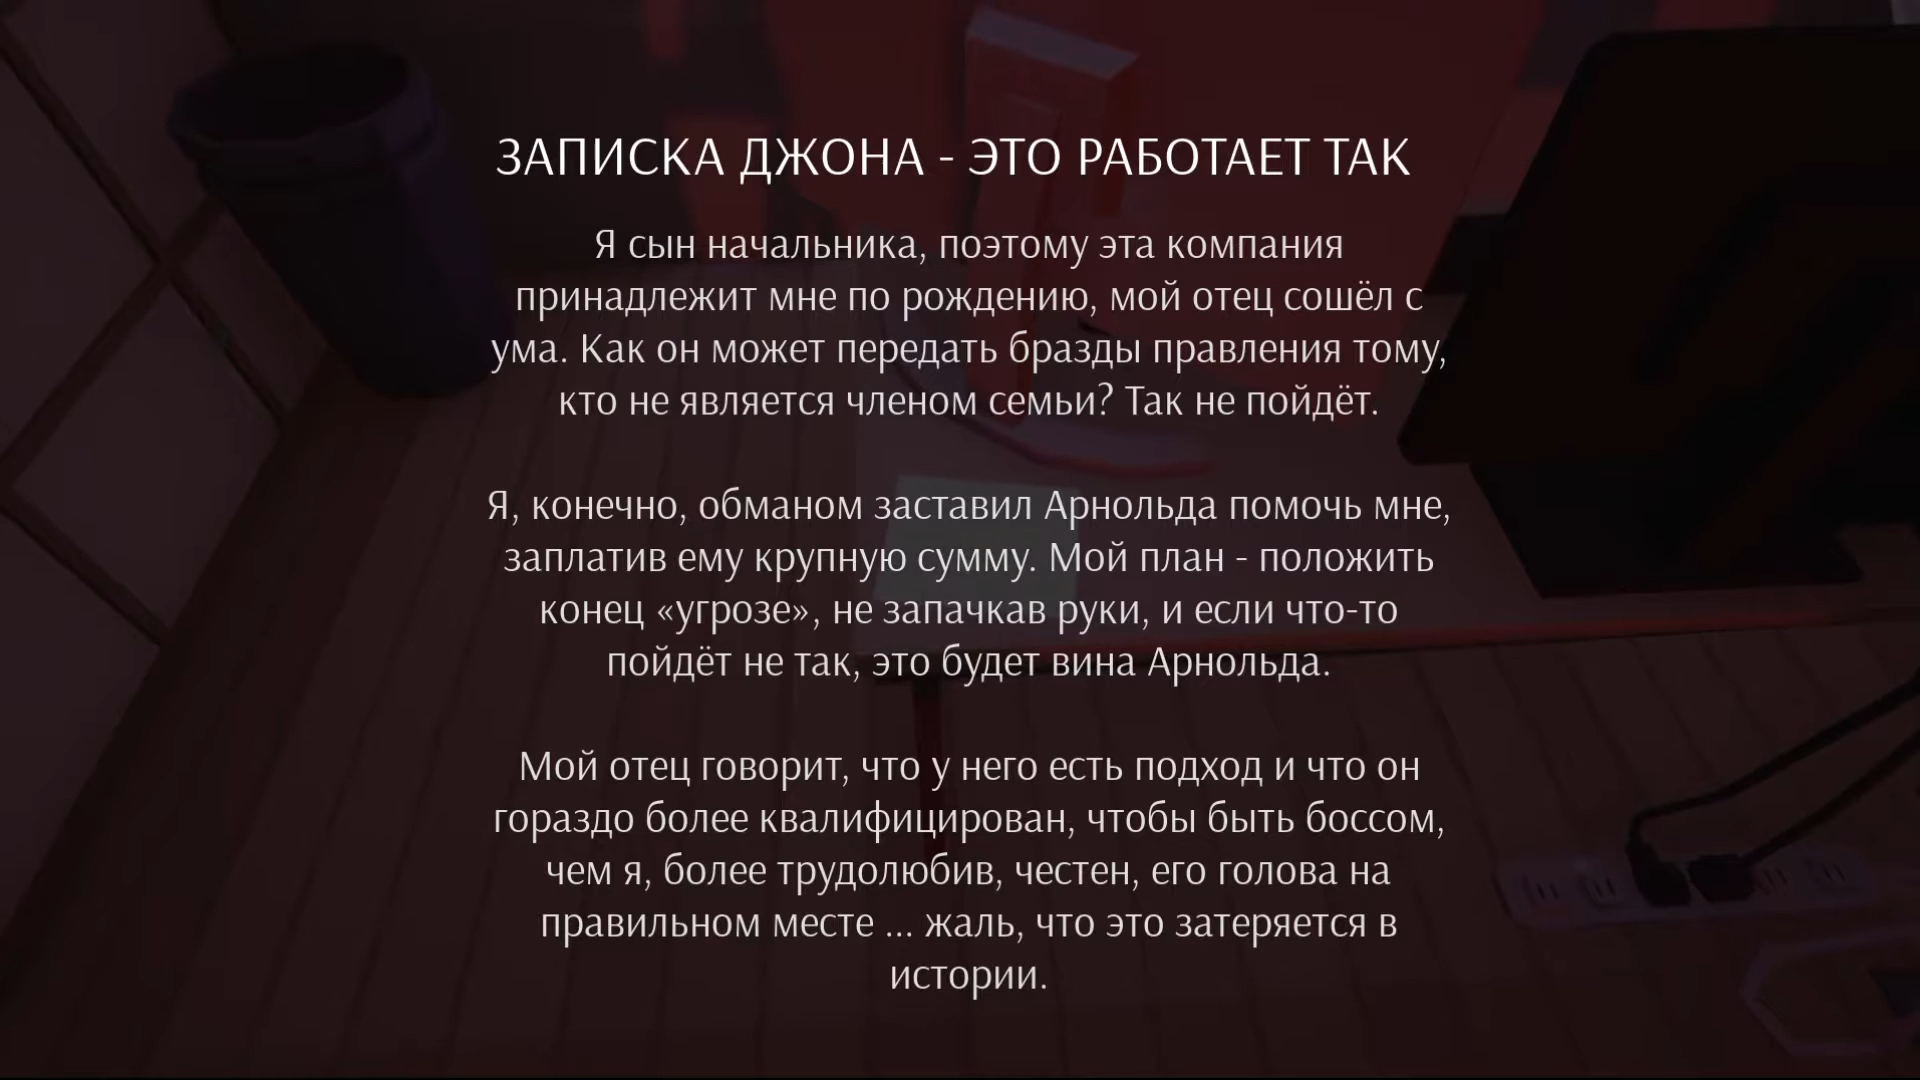 ЗАПИСКА ДЖОНА - ЭТО РАБОТАЕТ ТАК
Я сын начальника, поэтому эта компания
принадлежит мне по рождению, мой отец сошёл с
ума. Как он может передать бразды правления тому,
кто не является членом семьи? Так не пойдёт.
Я, конечно, обманом заставил Арнольда помочь мне,
заплатив ему крупную сумму. Мой план - положить
конец «угрозе», не запачкав руки, и если что-то
пойдёт не так, это будет вина Арнольда.
Мой отец говорит, что у него есть подход и что он
гораздо более квалифицирован, чтобы быть боссом,
чем я, более трудолюбив, честен, его голова на
правильном месте ... жаль, что это затеряется в
истории.